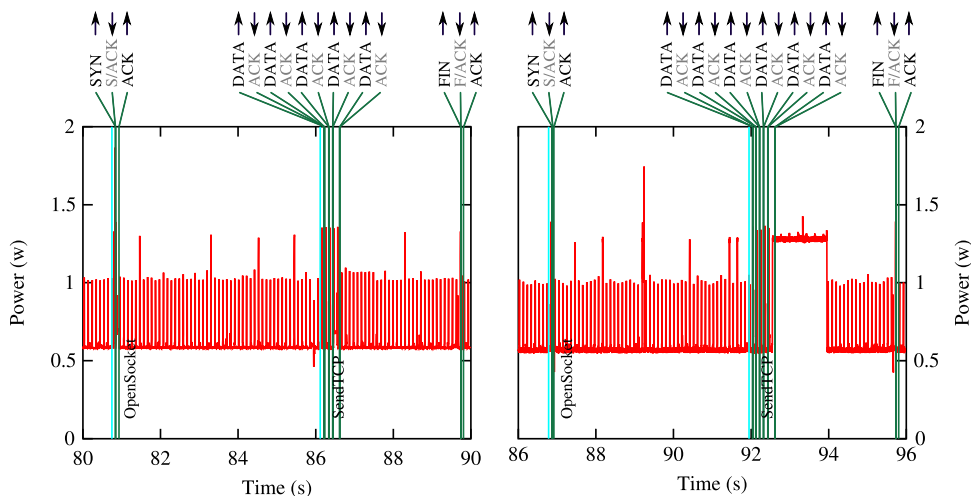 SYN S/ACK ACK DATA ACK DATA ACK DATA ACK DATA ACK DATA ACK FIN F/ACK ACK
SYN S/ACK ACK DATA ACK DATA ACK DATA ACK DATA ACK DATA ACK DATA ACK FIN F/ACK ACK
2
1.5
1
0.5
0
Power (w)
OpenSocket
SendTCP
80 82 84 86 88 90
Time (s)
OpenSocket
SendTCP
86 88 90 92 94 96
Time (s)
2
1.5
1
0.5
0
Power (w)